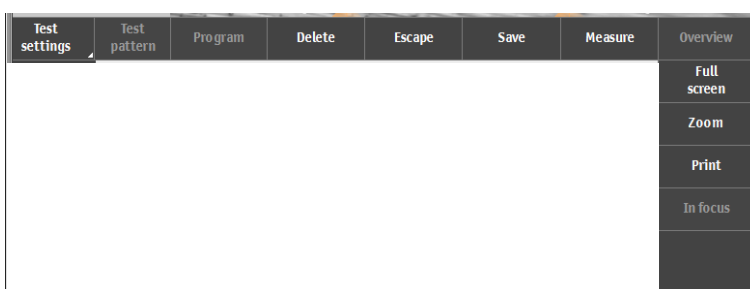 Test settings
Test pattern
Program
Delete
Escape
Save
Measure
Overview
Full screen
Zoom
Print
In focus